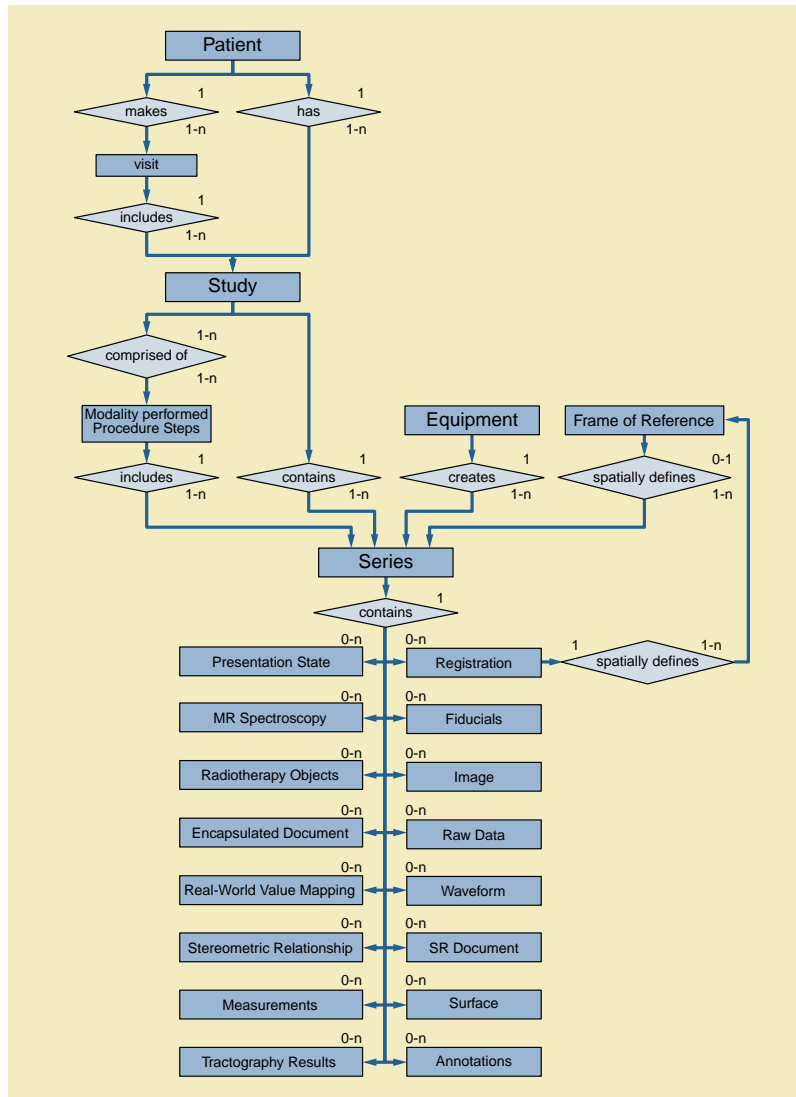 Patient
1
1
makes
has
1-n
1-n
visit
1
includes
1-n
Study
1-n
comprised of
1-n
Modality performed
Procedure Steps
Equipment
Frame of Reference
1
1
1
0-1
includes
contains
creates
spatially defines
1-n
1-n
1-n
1-n
Series
1
contains
0-n
0-n
1
1-n
Presentation State
Registration
spatially defines
0-n
0-n
MR Spectroscopy
Fiducials
0-n
0-n
Radiotherapy Objects
Image
0-n
0-n
Encapsulated Document
Raw Data
0-n
0-n
Real-World Value Mapping
Waveform
0-n
0-n
Stereometric Relationship
SR Document
0-n
0-n
Measurements
Surface
0-n
0-n
Tractography Results
Annotations